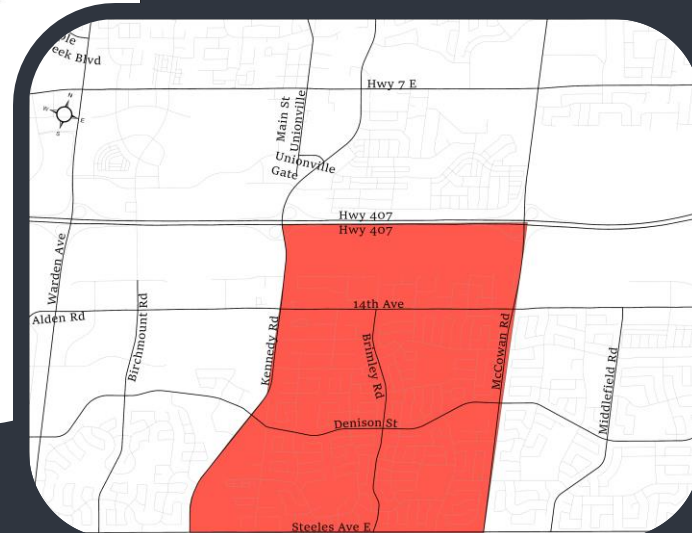 ple
eek Blvd
N
W
E
S
Hwy 7 E
Main St
Unionville
Unionville
Gate
Hwy 407
Hwy 407
Warden Ave
14th Ave
Alden Rd
Birchmount Rd
Kennedy Rd
Brimley Rd
McCowan Rd
Middlefield Rd
Denison St
Steeles Ave E